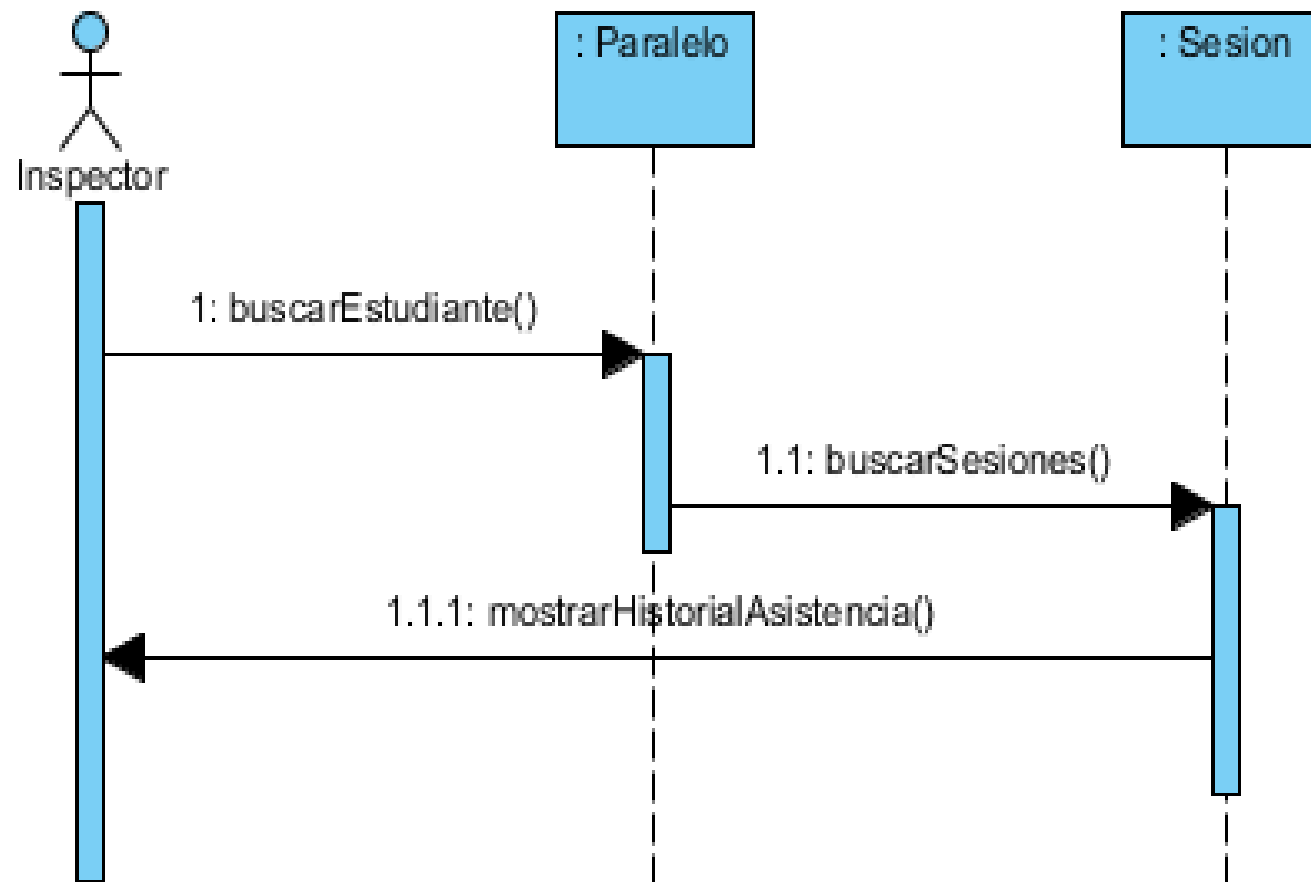 : Paralelo
: Sesion
Inspector
1: buscarEstudiante()
1.1: buscarSesiones()
1.1.1: mostrarHistorialAsistencia()